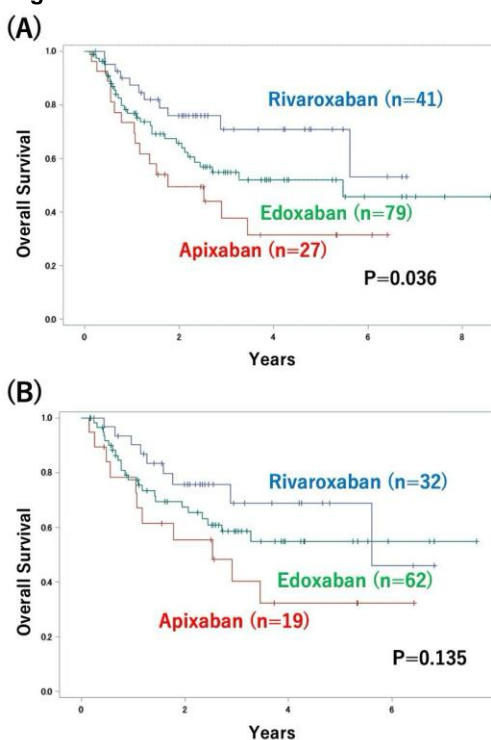 (A)
Overall Survival
1.0
0.8
0.6
0.4
0.2
0.0
Rivaroxaban (n=41)
Edoxaban (n=79)
Apixaban (n=27)
P=0.036
0 2 4 6 8
Years
(B)
Overall Survival
1.0
0.8
0.6
0.4
0.2
0.0
Rivaroxaban (n=32)
Edoxaban (n=62)
Apixaban (n=19)
P=0.135
0 2 4 6
Years